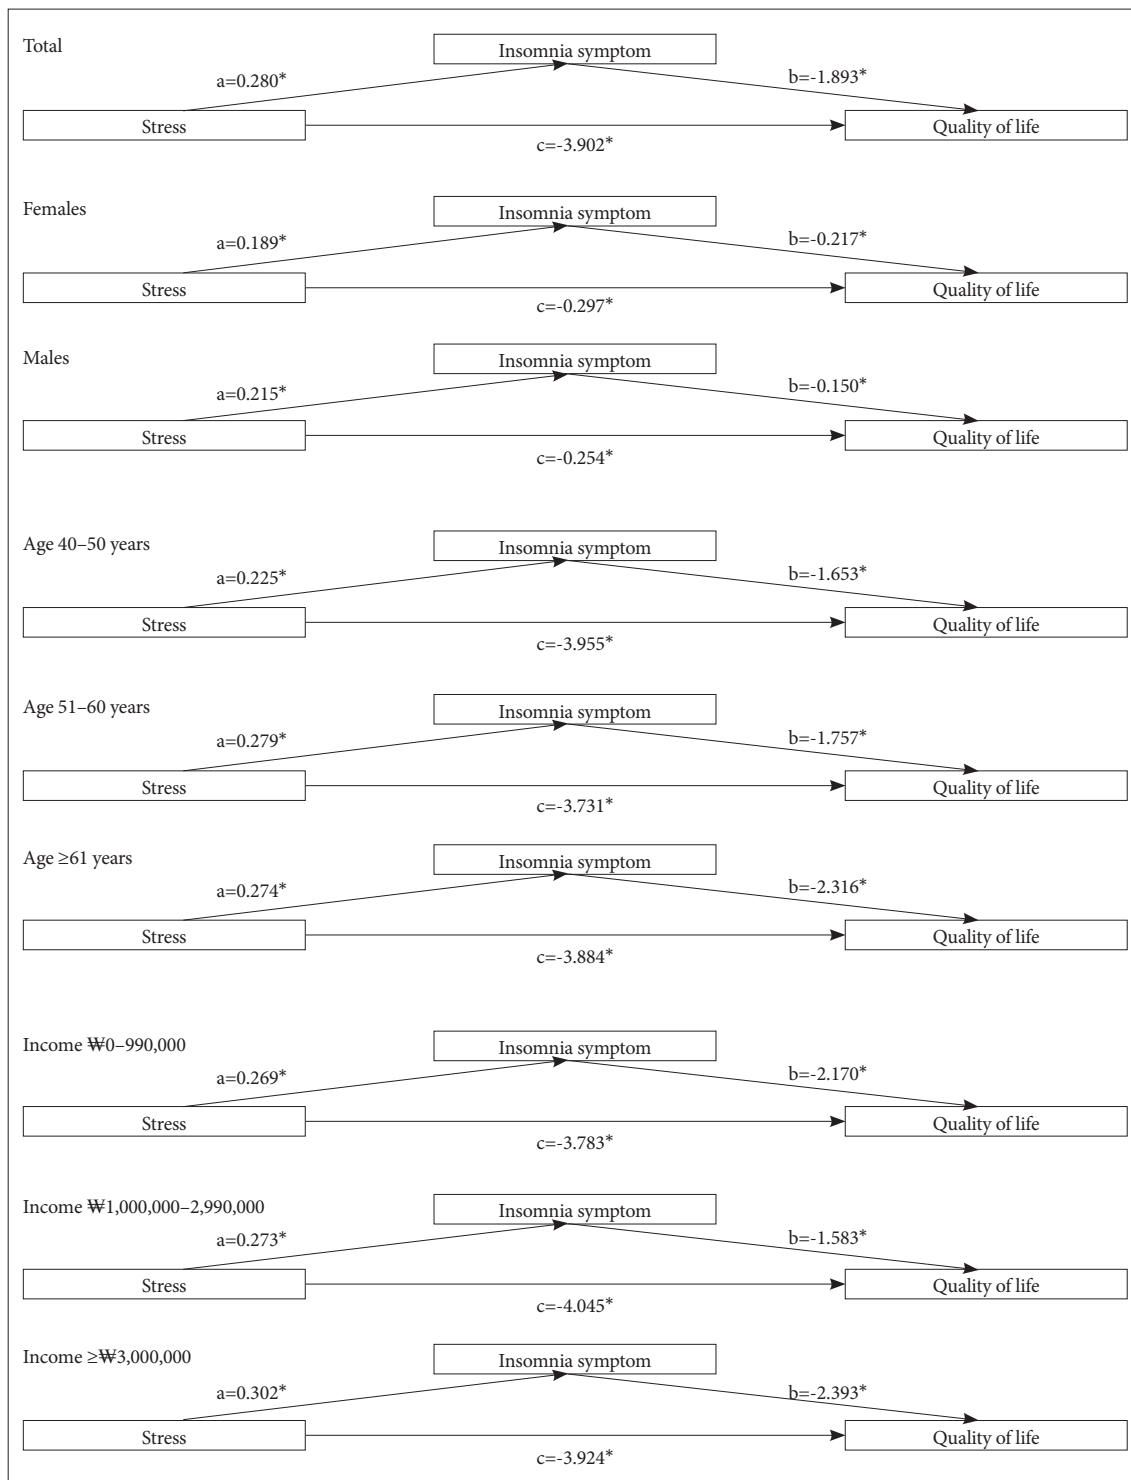 Total
Insomnia symptom
a=0.280*
b=-1.893*
Stress
Quality of life
c=-3.902*
Females
Insomnia symptom
a=0.189*
b=-0.217*
Stress
Quality of life
c=-0.297*
Males
Insomnia symptom
a=0.215*
b=-0.150*
Stress
Quality of life
c=-0.254*
Age 40–50 years
Insomnia symptom
a=0.225*
b=-1.653*
Stress
Quality of life
c=-3.955*
Age 51–60 years
Insomnia symptom
a=0.279*
b=-1.757*
Stress
Quality of life
c=-3.731*
Age ≥61 years
Insomnia symptom
a=0.274*
b=-2.316*
Stress
Quality of life
c=-3.884*
Income ₩0–990,000
Insomnia symptom
a=0.269*
b=-2.170*
Stress
Quality of life
c=-3.783*
Income ₩1,000,000–2,990,000
Insomnia symptom
a=0.273*
b=-1.583*
Stress
Quality of life
c=-4.045*
Income ≥₩3,000,000
Insomnia symptom
a=0.302*
b=-2.393*
Stress
Quality of life
c=-3.924*